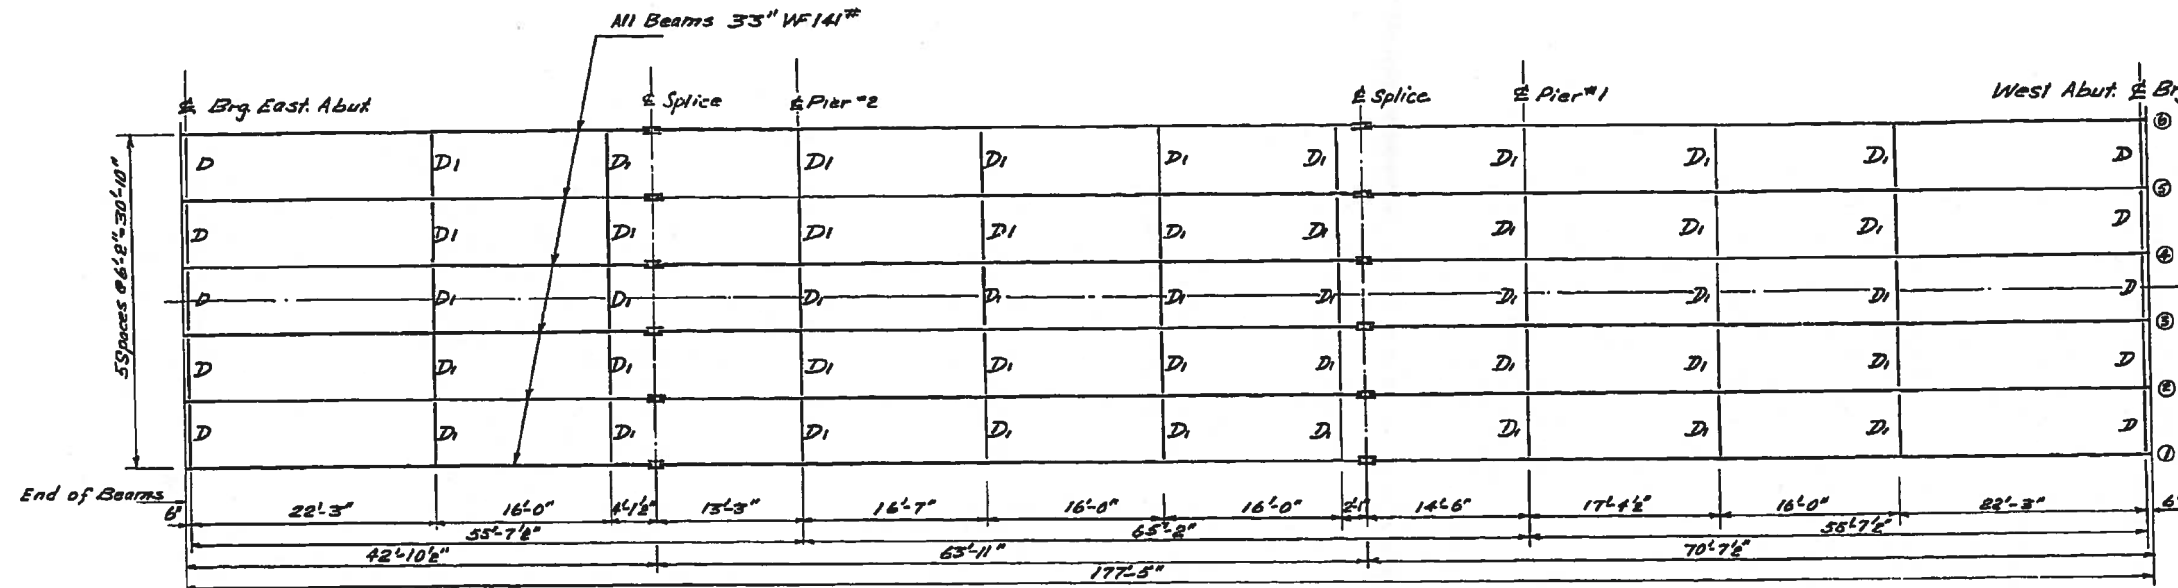 All Beams 33" WF 141#
℄ Brg. East. Abut.
℄ Splice
℄ Pier #2
℄ Splice
℄ Pier #1
West Abut. ℄ Br
5 Spaces @ 6'-2" = 30'-10"
⑥
D D1 D1 D1 D1 D1 D1 D1 D1 D1 D
⑤
D D1 D1 D1 D1 D1 D1 D1 D1 D1 D
④
D D1 D1 D1 D1 D1 D1 D1 D1 D1 D
③
D D1 D1 D1 D1 D1 D1 D1 D1 D1 D
②
D D1 D1 D1 D1 D1 D1 D1 D1 D1 D
①
End of Beams
6" 22'-3" 16'-0" 4'-1½" 13'-3" 16'-7" 16'-0" 16'-0" 2'-1" 14'-6" 17'-4½" 16'-0" 22'-3" 6"
55'-7½" 65'-2" 55'-7½"
42'-10½" 63'-11" 70'-7½"
177'-5"